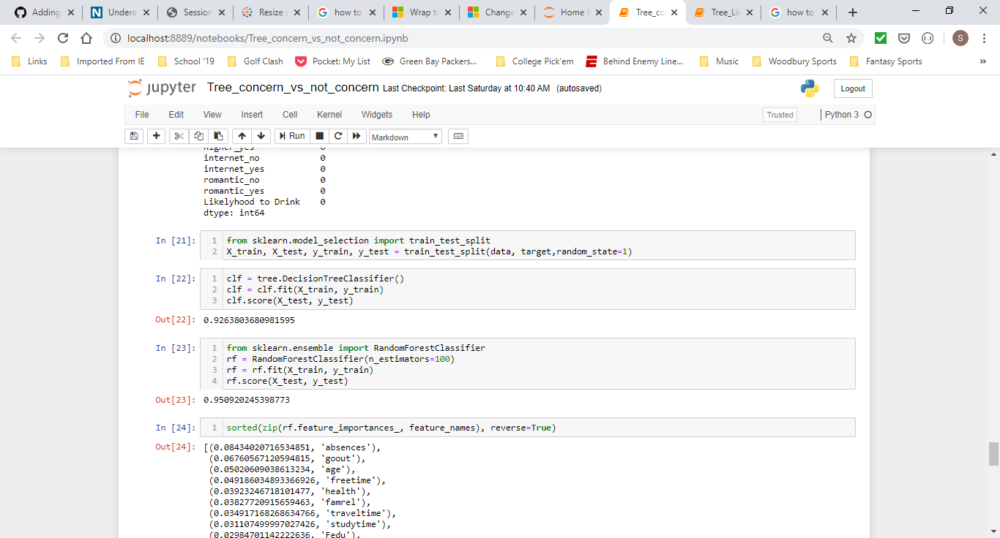 Adding
Undera
Session
Resize g
how to
Wrap te
Change
Home P
Tree_co
Tree_Li
how to
localhost:8889/notebooks/Tree_concern_vs_not_concern.ipynb
S
Links
Imported From IE
School '19
Golf Clash
Pocket: My List
Green Bay Packers...
College Pick'em
Behind Enemy Line...
Music
Woodbury Sports
Fantasy Sports
»
jupyter Tree_concern_vs_not_concern Last Checkpoint: Last Saturday at 10:40 AM (autosaved)
Logout
File Edit View Insert Cell Kernel Widgets Help
Trusted
Python 3
Run
Markdown
higher_yes 0
internet_no 0
internet_yes 0
romantic_no 0
romantic_yes 0
Likelyhood to Drink 0
dtype: int64
In [21]:
1 from sklearn.model_selection import train_test_split
2 X_train, X_test, y_train, y_test = train_test_split(data, target,random_state=1)
In [22]:
1 clf = tree.DecisionTreeClassifier()
2 clf = clf.fit(X_train, y_train)
3 clf.score(X_test, y_test)
Out[22]: 0.9263803680981595
In [23]:
1 from sklearn.ensemble import RandomForestClassifier
2 rf = RandomForestClassifier(n_estimators=100)
3 rf = rf.fit(X_train, y_train)
4 rf.score(X_test, y_test)
Out[23]: 0.950920245398773
In [24]:
1 sorted(zip(rf.feature_importances_, feature_names), reverse=True)
Out[24]: [(0.08434020716534851, 'absences'),
(0.06760567120594815, 'goout'),
(0.05020609038613234, 'age'),
(0.049186034893366926, 'freetime'),
(0.03923246718101477, 'health'),
(0.03827720915659463, 'famrel'),
(0.034917168268634766, 'traveltime'),
(0.031107499997027426, 'studytime'),
(0.02984701142222636, 'Fedu'),